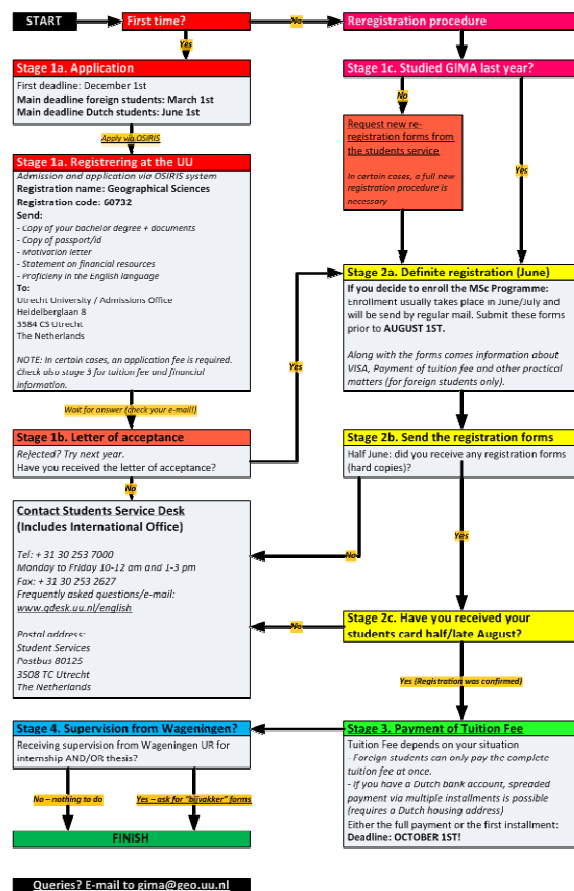 START
First time?
No
Reregistration procedure
Yes
Stage 1a. Application
First deadline: December 1st
Main deadline foreign students: March 1st
Main deadline Dutch students: June 1st
Apply via OSIRIS
Stage 1a. Registrering at the UU
Admission and application via OSIRIS system
Registration name: Geographical Sciences
Registration code: 60732
Send:
- Copy of your bachelor degree + documents
- Copy of passport/id
- Motivation letter
- Statement on financial resources
- Proficieny in the English language
To:
Utrecht University / Admissions Office
Heidelberglaan 8
3584 CS Utrecht
The Netherlands
NOTE: In certain cases, an application fee is required.
Check also stage 3 for tuition fee and financial
information.
Wait for answer (check your e-mail!)
Stage 1b. Letter of acceptance
Rejected? Try next year.
Have you received the letter of acceptance?
Yes
No
Contact Students Service Desk
(Includes International Office)
Tel: + 31 30 253 7000
Monday to Friday 10-12 am and 1-3 pm
Fax: + 31 30 253 2627
Frequently asked questions/e-mail:
www.qdesk.uu.nl/english
Postal address:
Student Services
Postbus 80125
3508 TC Utrecht
The Netherlands
Stage 1c. Studied GIMA last year?
No
Yes
Request new re-
registration forms from
the students service
In certain cases, a full new
registration procedure is
necessary
Stage 2a. Definite registration (June)
If you decide to enroll the MSc Programme:
Enrollment usually takes place in June/July and
will be send by regular mail. Submit these forms
prior to AUGUST 1ST.
Along with the forms comes information about
VISA, Payment of tuition fee and other practical
matters (for foreign students only).
Stage 2b. Send the registration forms
Half June: did you receive any registration forms
(hard copies)?
No
Yes
Stage 2c. Have you received your
students card half/late August?
No
Yes (Registration was confirmed)
Stage 3. Payment of Tuition Fee
Tuition Fee depends on your situation
- Foreign students can only pay the complete
tuition fee at once.
- If you have a Dutch bank account, spreaded
payment via multiple installments is possible
(requires a Dutch housing address)
Either the full payment or the first installment:
Deadline: OCTOBER 1ST!
Stage 4. Supervision from Wageningen?
Receiving supervision from Wageningen UR for
internship AND/OR thesis?
No – nothing to do
Yes – ask for "bijvakker" forms
FINISH
Queries? E-mail to gima@geo.uu.nl